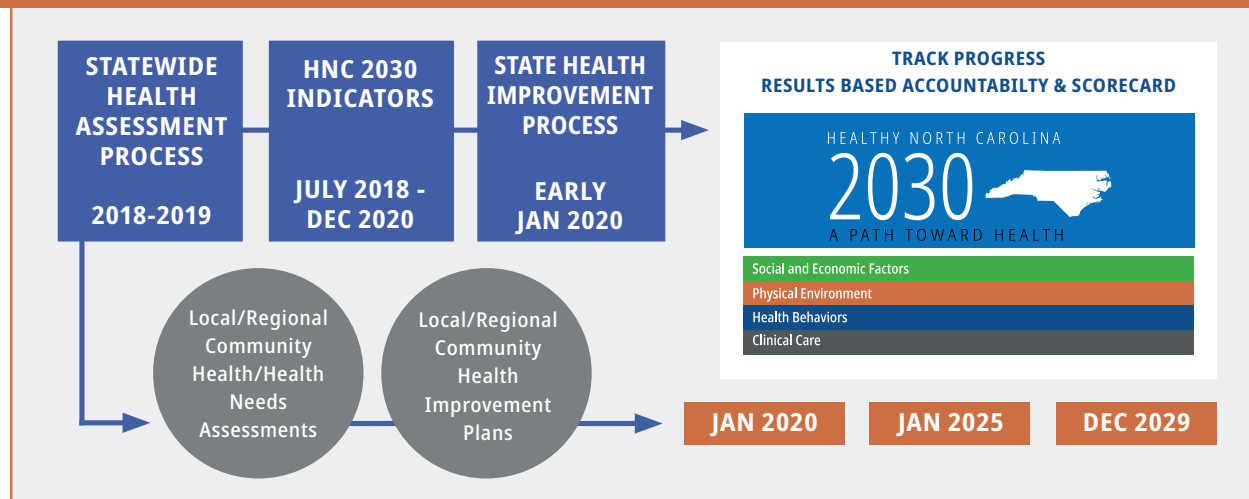 STATEWIDE
HEALTH
ASSESSMENT
PROCESS
2018-2019
HNC 2030
INDICATORS
JULY 2018 -
DEC 2020
STATE HEALTH
IMPROVEMENT
PROCESS
EARLY
JAN 2020
TRACK PROGRESS
RESULTS BASED ACCOUNTABILTY & SCORECARD
HEALTHY NORTH CAROLINA
2030
A PATH TOWARD HEALTH
Social and Economic Factors
Physical Environment
Health Behaviors
Clinical Care
Local/Regional
Community
Health/Health
Needs
Assessments
Local/Regional
Community
Health
Improvement
Plans
JAN 2020
JAN 2025
DEC 2029